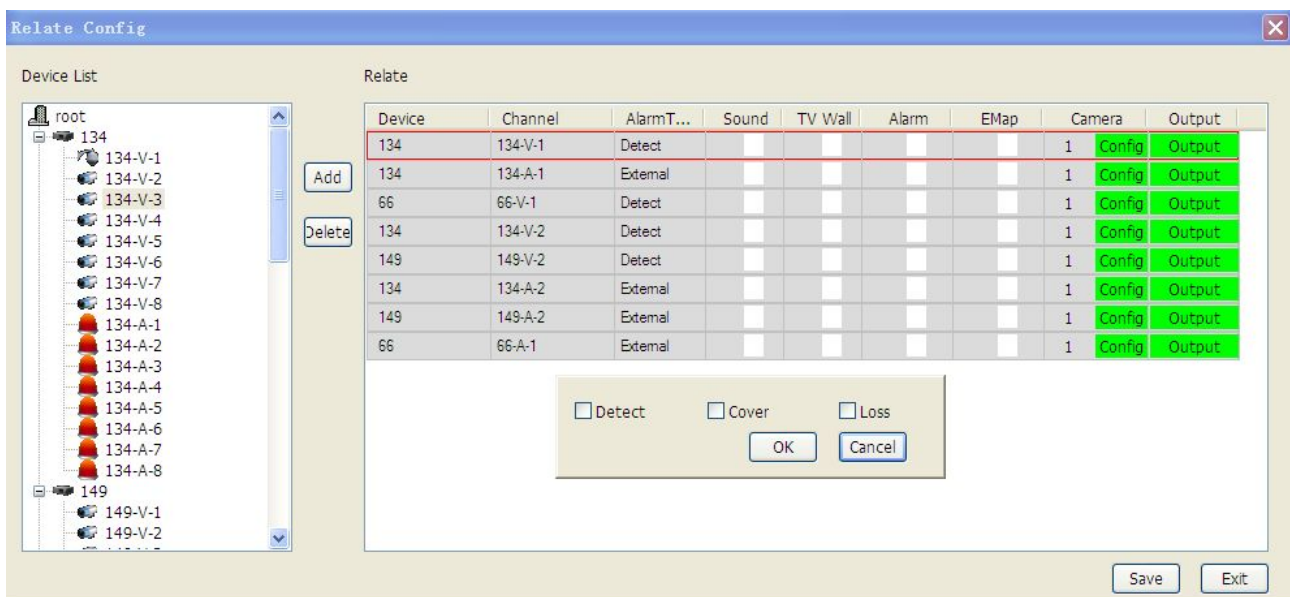 Relate Config
Device List
Relate
root
134
134-V-1
134-V-2
134-V-3
134-V-4
134-V-5
134-V-6
134-V-7
134-V-8
134-A-1
134-A-2
134-A-3
134-A-4
134-A-5
134-A-6
134-A-7
134-A-8
149
149-V-1
149-V-2
Add
Delete
Device Channel AlarmT... Sound TV Wall Alarm EMap Camera Output
134 134-V-1 Detect 1 Config Output
134 134-A-1 External 1 Config Output
66 66-V-1 Detect 1 Config Output
134 134-V-2 Detect 1 Config Output
149 149-V-2 Detect 1 Config Output
134 134-A-2 External 1 Config Output
149 149-A-2 External 1 Config Output
66 66-A-1 External 1 Config Output
Detect Cover Loss
OK Cancel
Save Exit